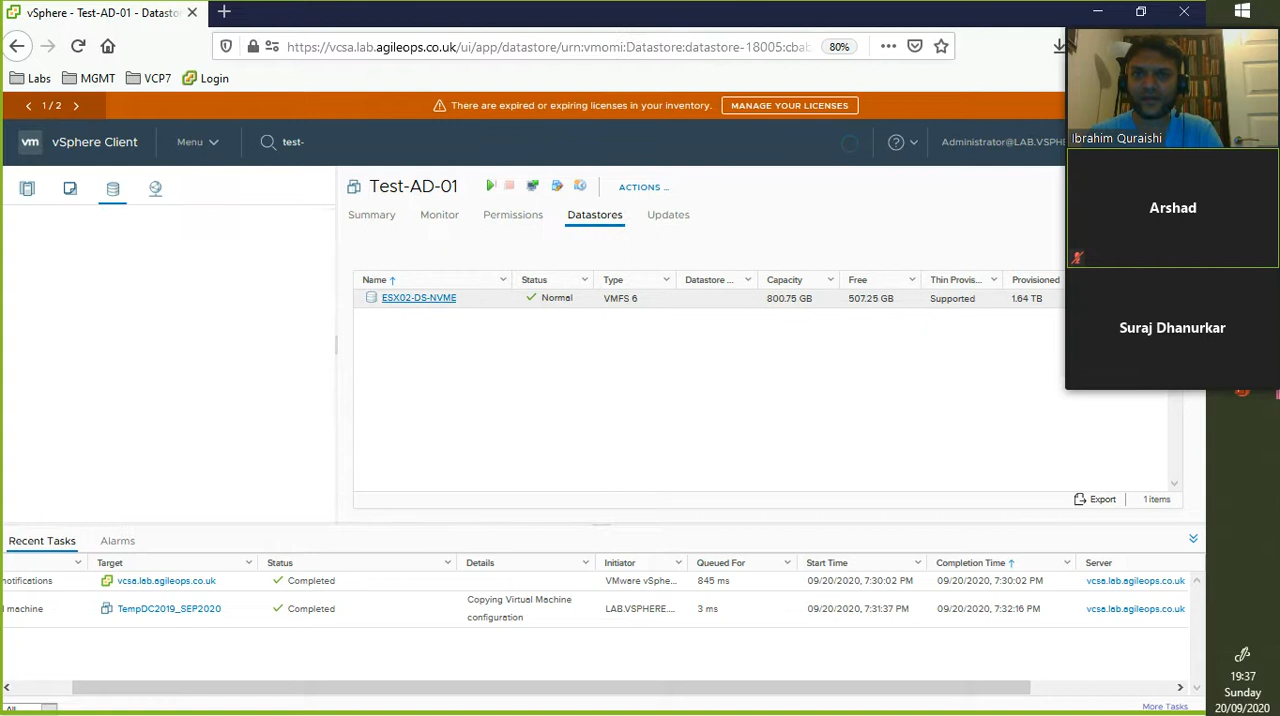 vSphere - Test-AD-01 - Datasto
https://vcsa.lab.agileops.co.uk/ui/app/datastore/urn:vmomi:Datastore:datastore-18005:cbab
80%
Labs MGMT VCP7 Login
1 / 2
There are expired or expiring licenses in your inventory.
MANAGE YOUR LICENSES
vm vSphere Client Menu test- Administrator@LAB.VSPHE
Ibrahim Quraishi
Arshad
Suraj Dhanurkar
Test-AD-01 ACTIONS ...
Summary Monitor Permissions Datastores Updates
Name Status Type Datastore ... Capacity Free Thin Provis... Provisioned
ESX02-DS-NVME Normal VMFS 6 800.75 GB 507.25 GB Supported 1.64 TB
Export 1 items
Recent Tasks Alarms
Target Status Details Initiator Queued For Start Time Completion Time Server
notifications vcsa.lab.agileops.co.uk Completed VMware vSphe... 845 ms 09/20/2020, 7:30:02 PM 09/20/2020, 7:30:02 PM vcsa.lab.agileops.co.uk
l machine TempDC2019_SEP2020 Completed Copying Virtual Machine LAB.VSPHERE.... 3 ms 09/20/2020, 7:31:37 PM 09/20/2020, 7:32:16 PM vcsa.lab.agileops.co.uk
configuration
All
More Tasks
19:37
Sunday
20/09/2020